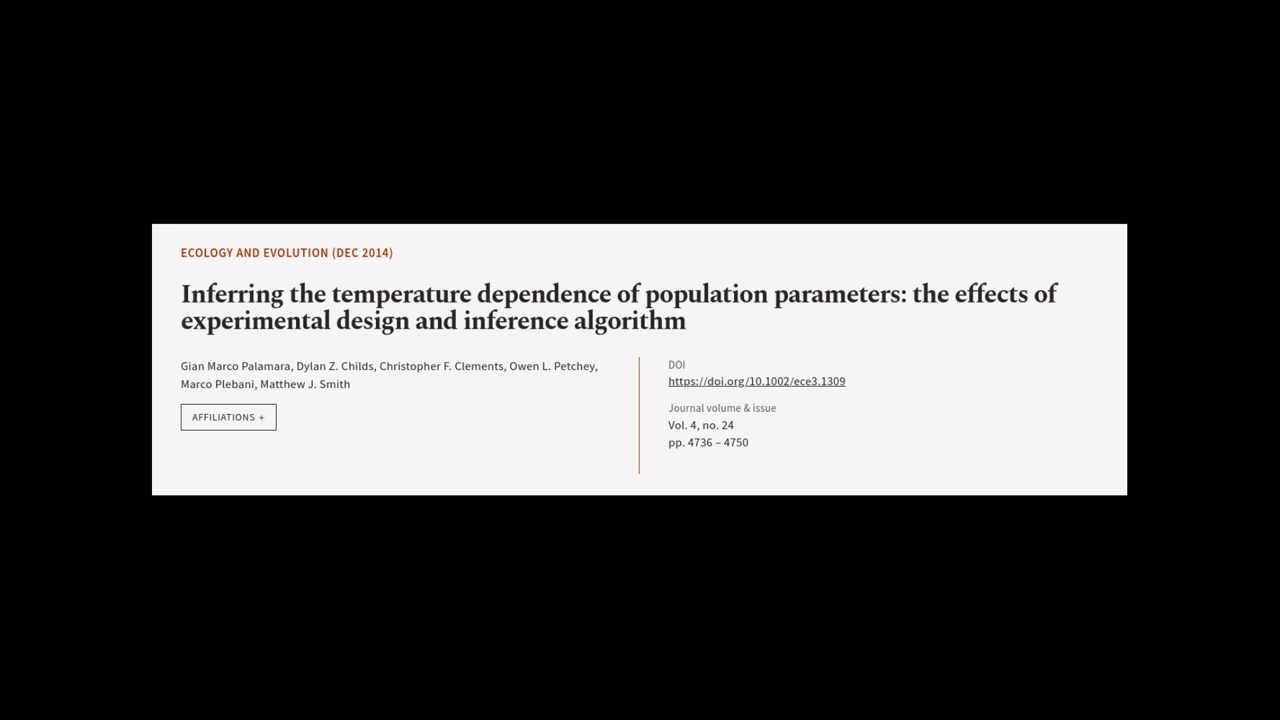 ECOLOGY AND EVOLUTION (DEC 2014)
Inferring the temperature dependence of population parameters: the effects of
experimental design and inference algorithm
Gian Marco Palamara, Dylan Z. Childs, Christopher F. Clements, Owen L. Petchey,
Marco Plebani, Matthew J. Smith
AFFILIATIONS +
DOI
https://doi.org/10.1002/ece3.1309
Journal volume & issue
Vol. 4, no. 24
pp. 4736 – 4750